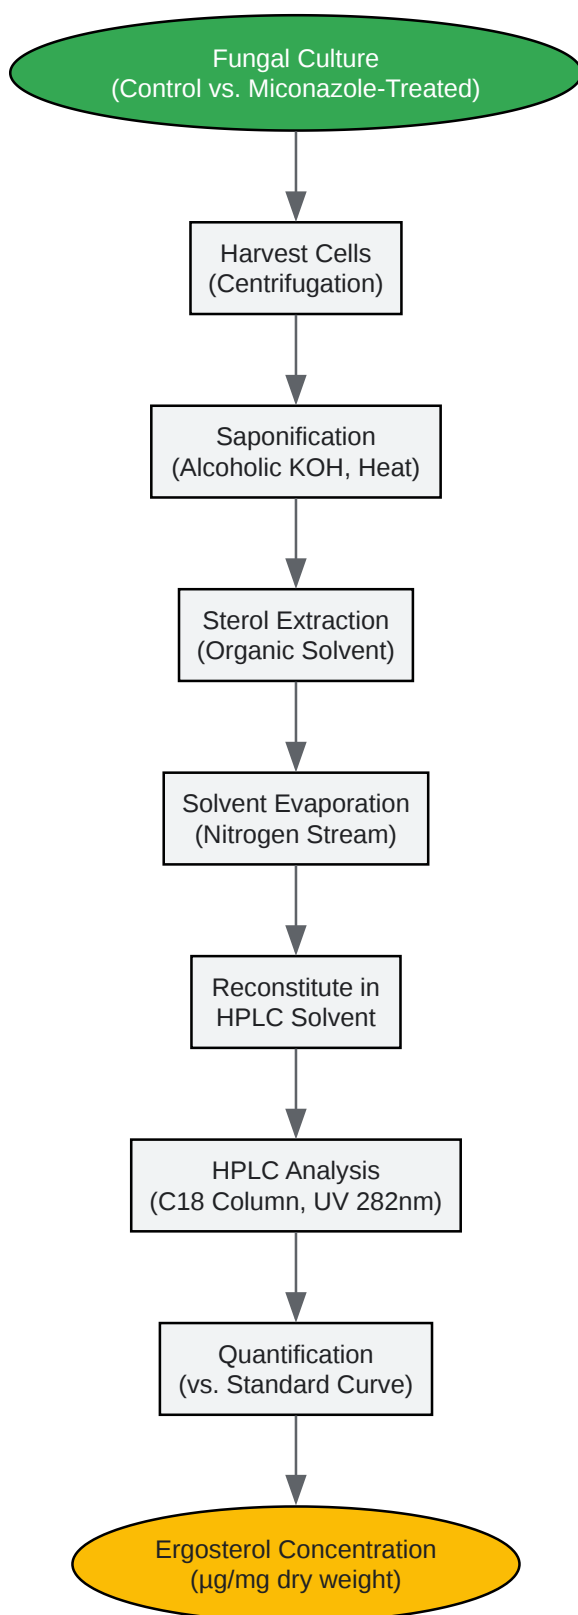 Fungal Culture
(Control vs. Miconazole-Treated)
Harvest Cells
(Centrifugation)
Saponification
(Alcoholic KOH, Heat)
Sterol Extraction
(Organic Solvent)
Solvent Evaporation
(Nitrogen Stream)
Reconstitute in
HPLC Solvent
HPLC Analysis
(C18 Column, UV 282nm)
Quantification
(vs. Standard Curve)
Ergosterol Concentration
(µg/mg dry weight)